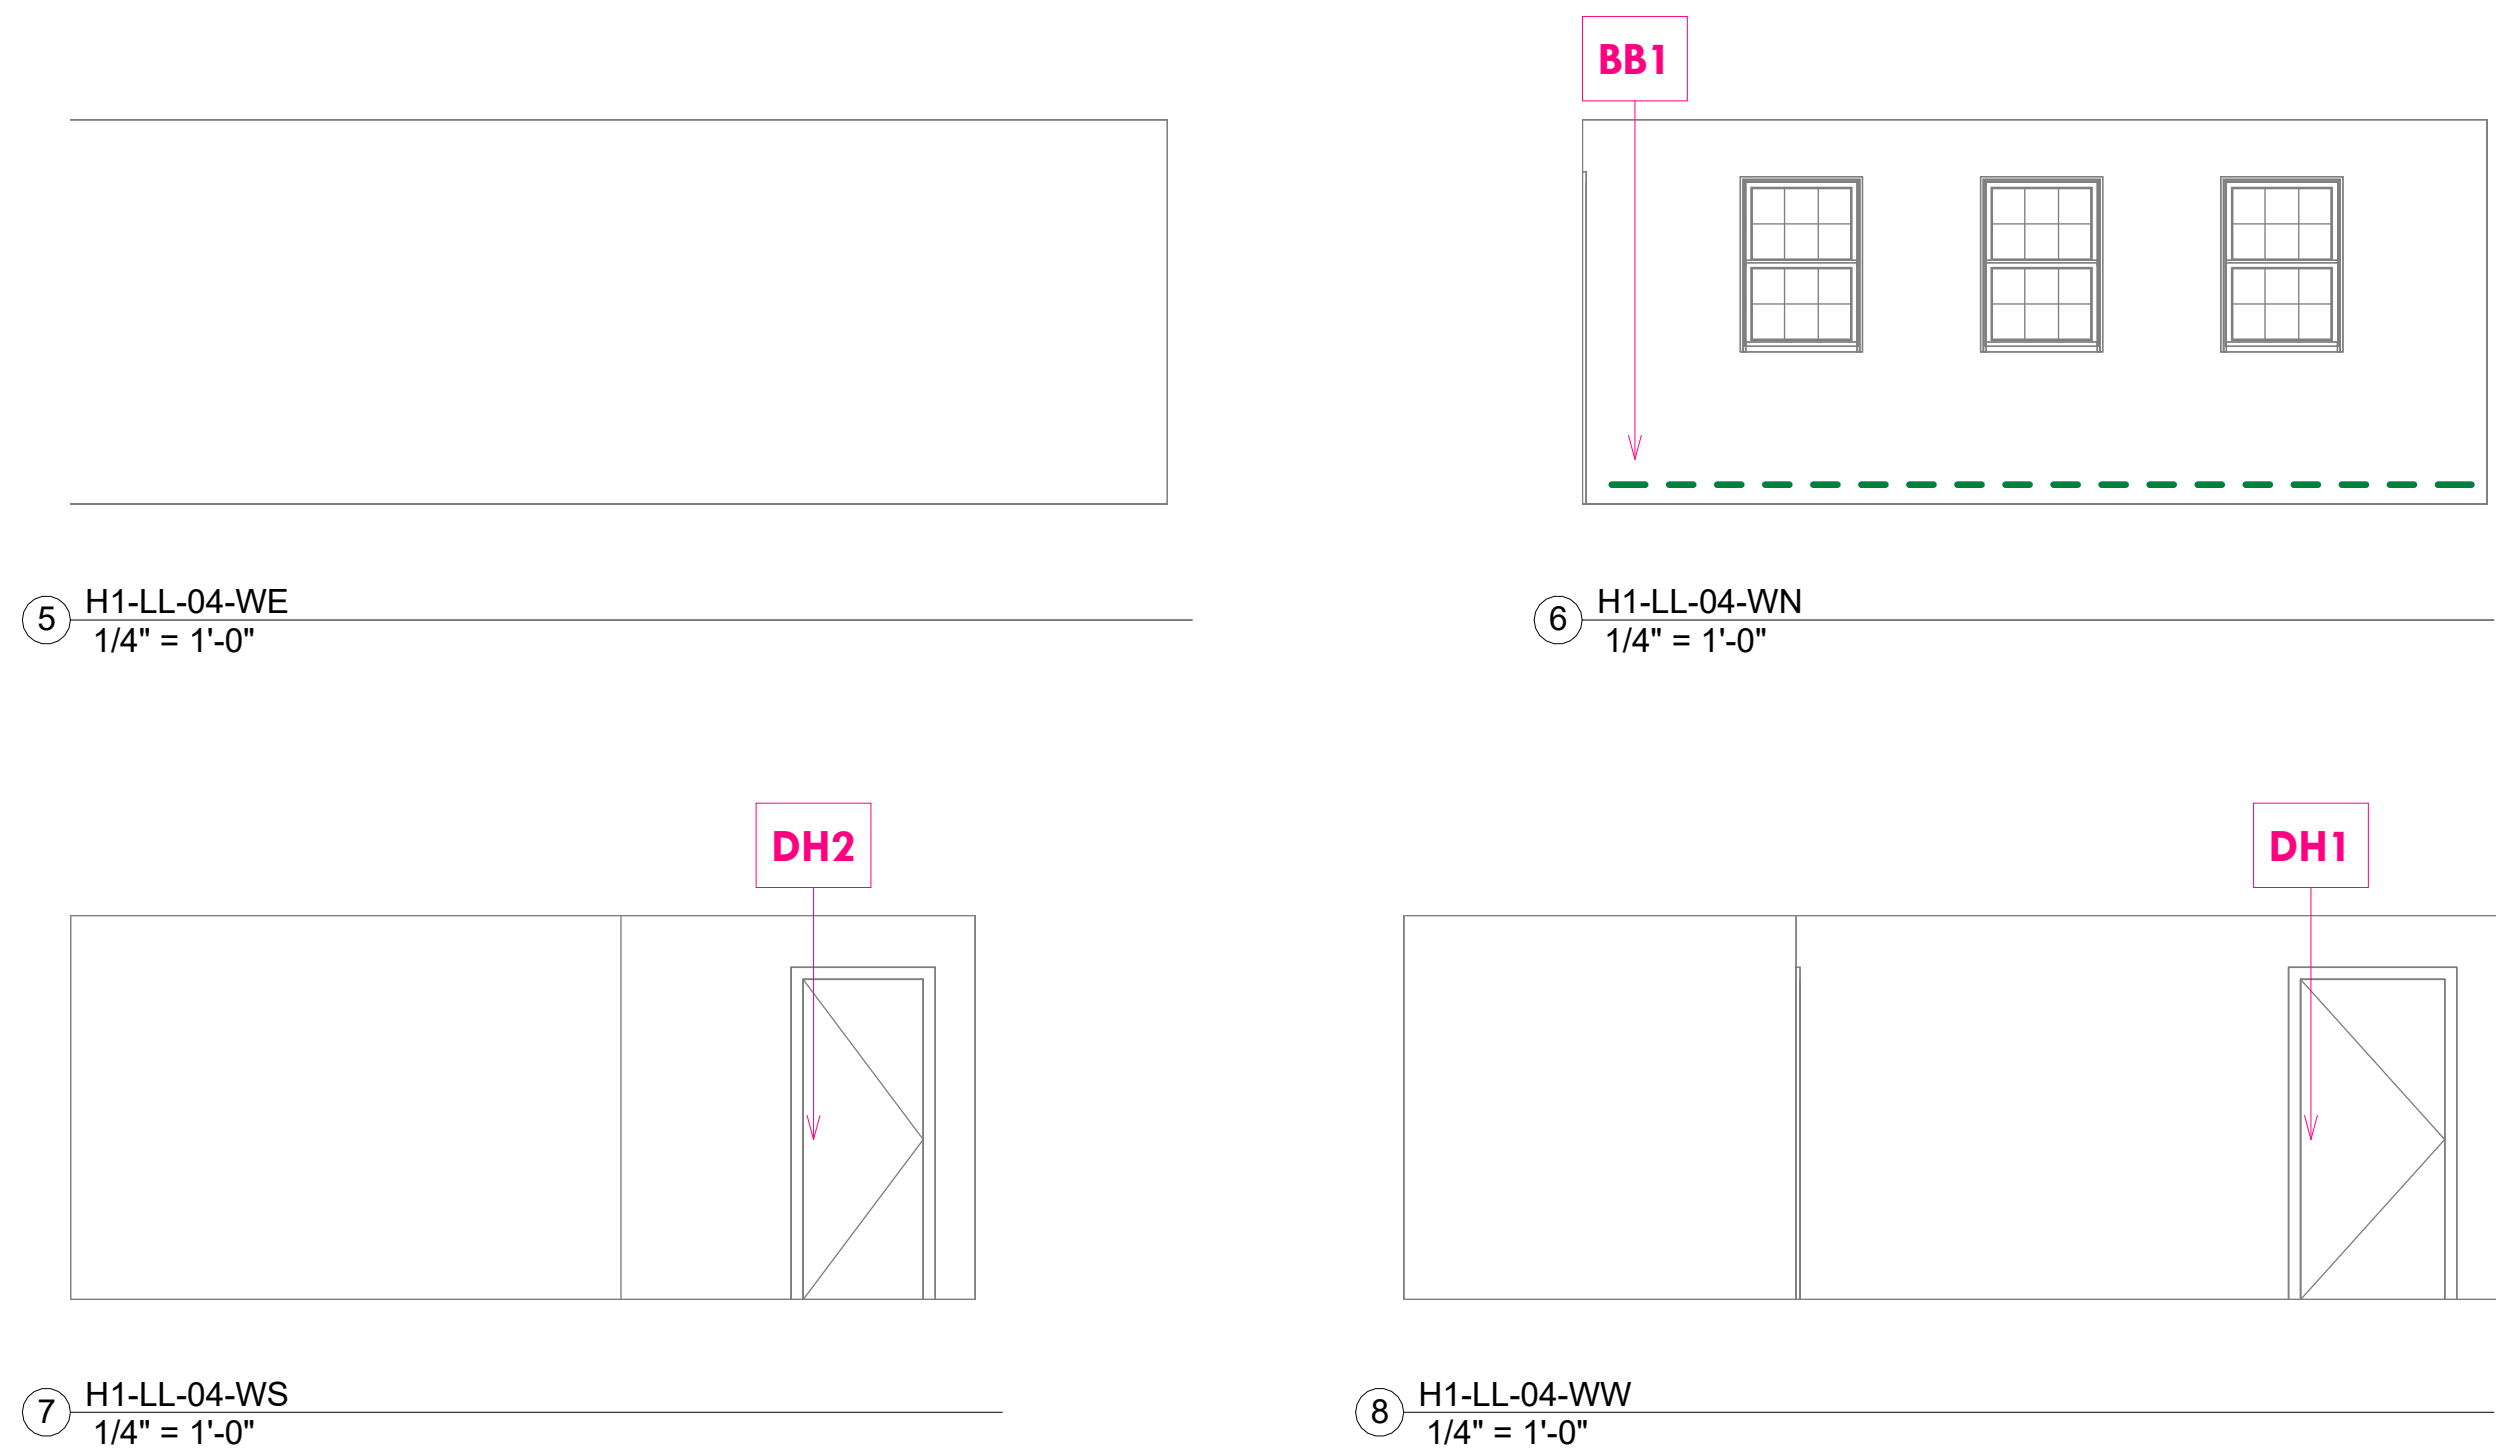 BB1
5
H1-LL-04-WE
1/4" = 1'-0"
6
H1-LL-04-WN
1/4" = 1'-0"
DH2
DH1
7
H1-LL-04-WS
1/4" = 1'-0"
8
H1-LL-04-WW
1/4" = 1'-0"